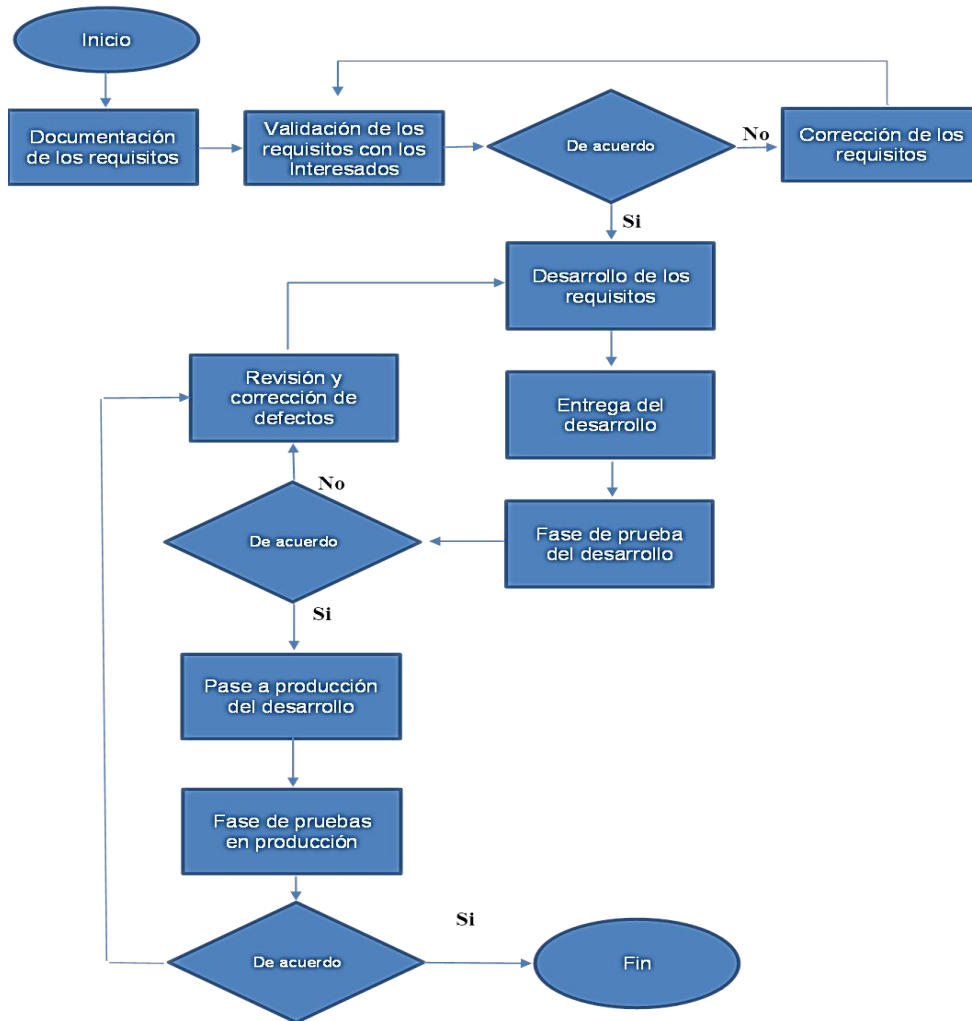 Inicio
Documentación
de los requisitos
Validación de los
requisitos con los
Interesados
De acuerdo
No
Corrección de los
requisitos
Si
Desarrollo de los
requisitos
Revisión y
corrección de
defectos
Entrega del
desarrollo
No
De acuerdo
Fase de prueba
del desarrollo
Si
Pase a producción
del desarrollo
Fase de pruebas
en producción
De acuerdo
Si
Fin